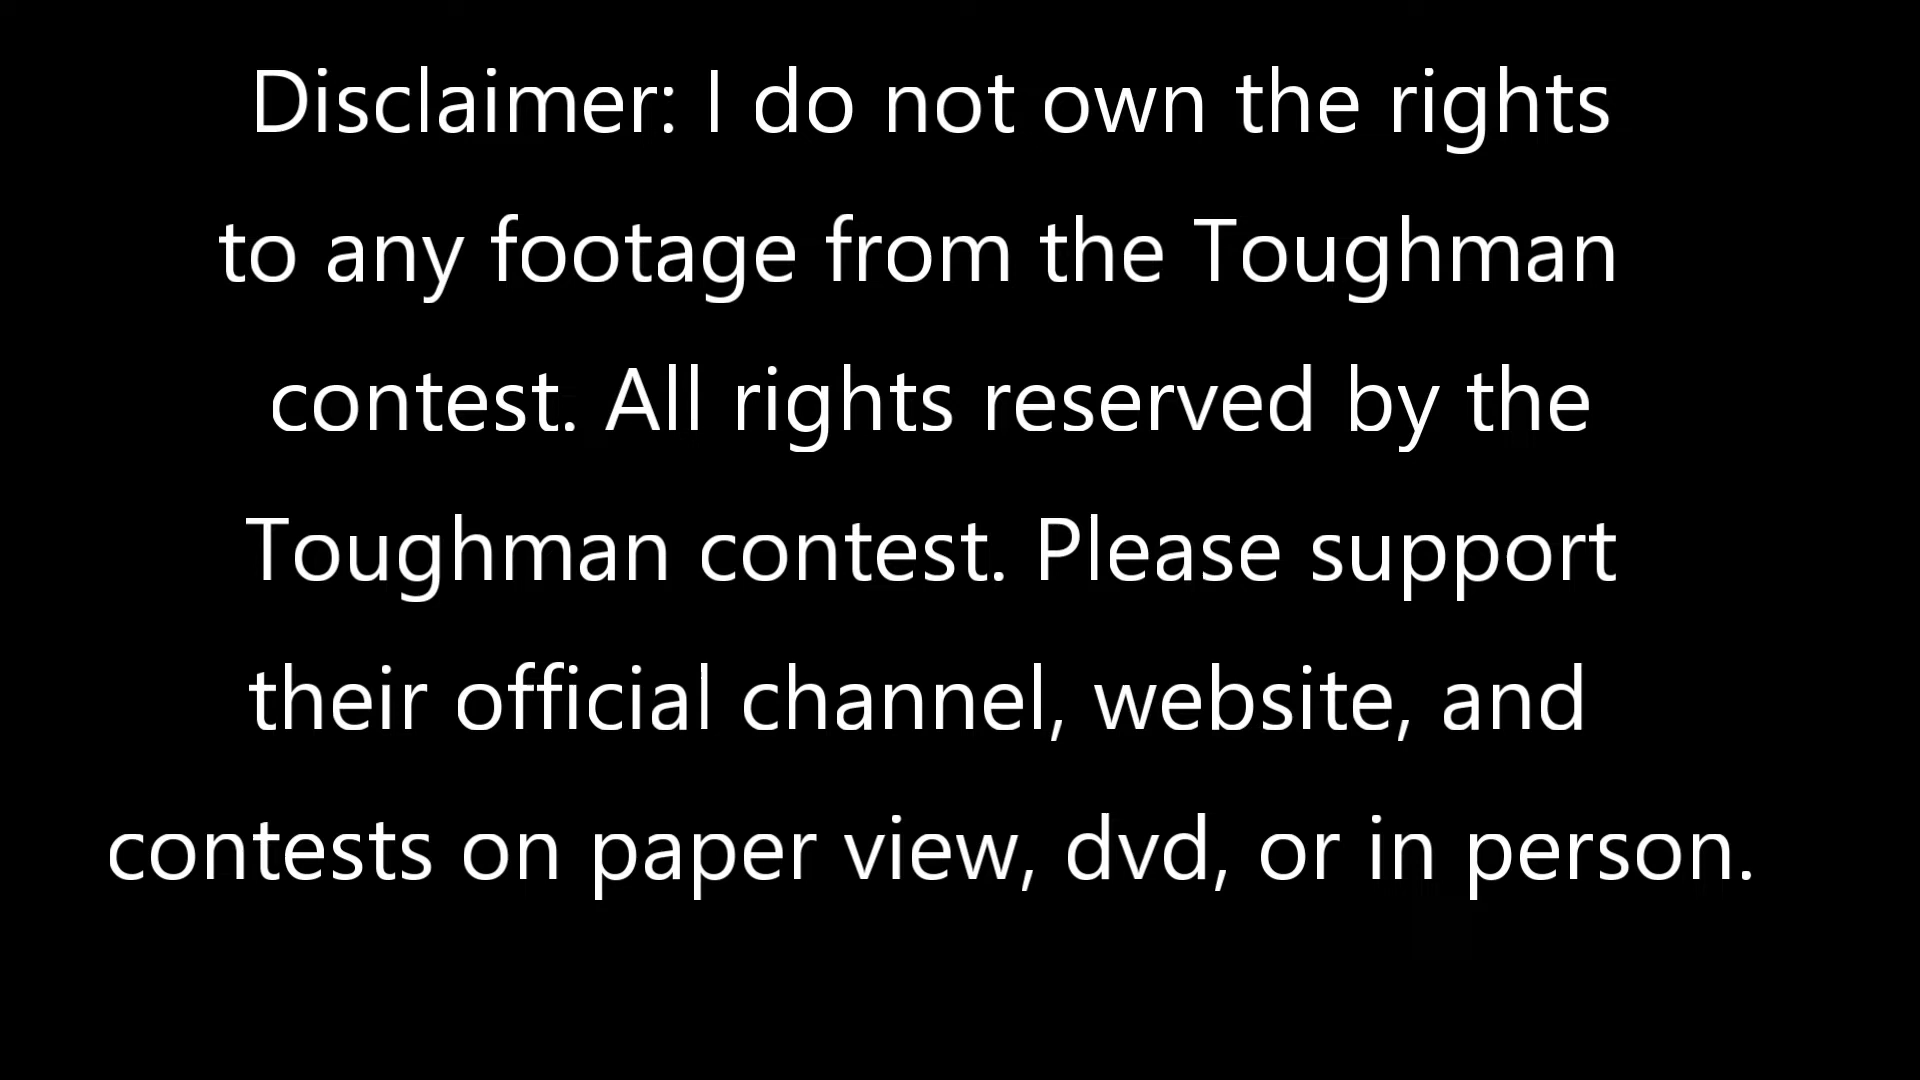 Disclaimer: I do not own the rights
to any footage from the Toughman
contest. All rights reserved by the
Toughman contest. Please support
their official channel, website, and
contests on paper view, dvd, or in person.